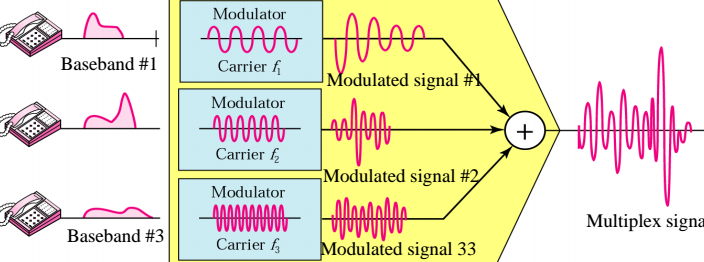 Modulator
Carrier f1
Baseband #1
Modulated signal #1
Modulator
Carrier f2
+
Modulated signal #2
Modulator
Carrier f3
Baseband #3
Modulated signal 33
Multiplex signa